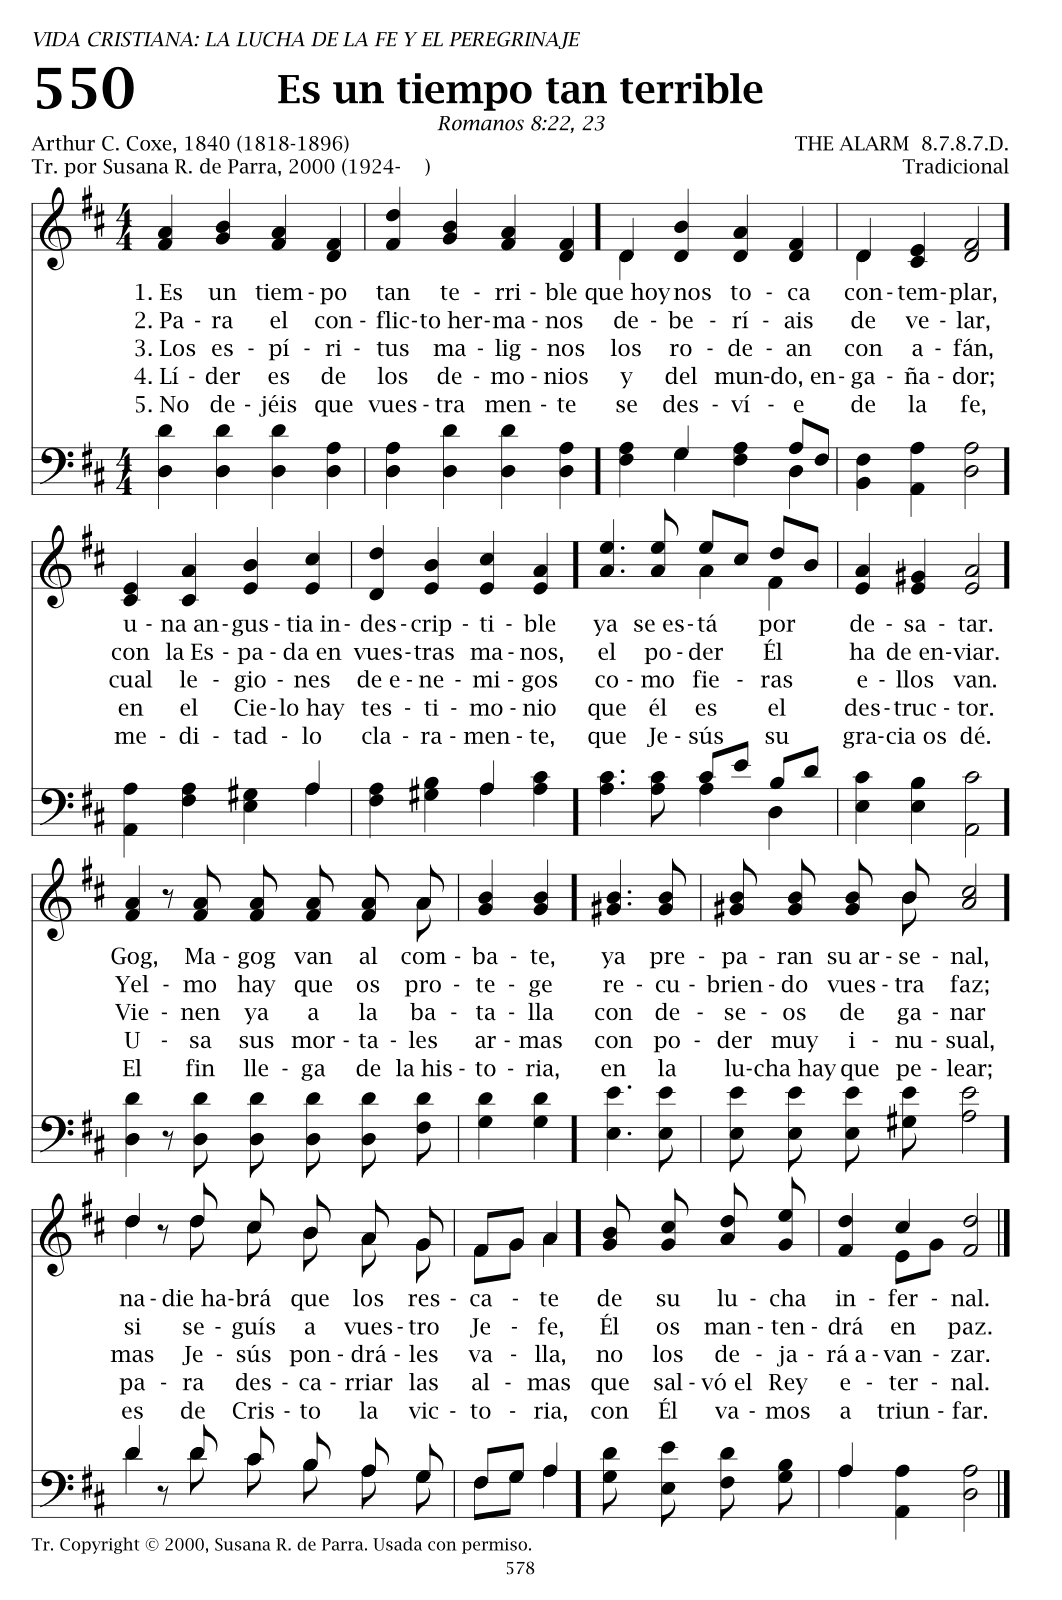 VIDA CRISTIANA: LA LUCHA DE LA FE Y EL PEREGRINAJE
550 Es un tiempo tan terrible
Romanos 8:22, 23
Arthur C. Coxe, 1840 (1818-1896) THE ALARM 8.7.8.7.D.
Tr. por Susana R. de Parra, 2000 (1924- ) Tradicional
1. Es un tiem - po tan te - rri - ble que hoy nos to - ca con - tem - plar,
2. Pa - ra el con - flic - to her - ma - nos de - be - rí - ais de ve - lar,
3. Los es - pí - ri - tus ma - lig - nos los ro - de - an con a - fán,
4. Lí - der es de los de - mo - nios y del mun - do, en - ga - ña - dor;
5. No de - jéis que vues - tra men - te se des - ví - e de la fe,
u - na an - gus - tia in - des - crip - ti - ble ya se es - tá por de - sa - tar.
con la Es - pa - da en vues - tras ma - nos, el po - der Él ha de en - viar.
cual le - gio - nes de e - ne - mi - gos co - mo fie - ras e - llos van.
en el Cie - lo hay tes - ti - mo - nio que él es el des - truc - tor.
me - di - tad - lo cla - ra - men - te, que Je - sús su gra - cia os dé.
Gog, Ma - gog van al com - ba - te, ya pre - pa - ran su ar - se - nal,
Yel - mo hay que os pro - te - ge re - cu - brien - do vues - tra faz;
Vie - nen ya a la ba - ta - lla con de - se - os de ga - nar
U - sa sus mor - ta - les ar - mas con po - der muy i - nu - sual,
El fin lle - ga de la his - to - ria, en la lu - cha hay que pe - lear;
na - die ha - brá que los res - ca - te de su lu - cha in - fer - nal.
si se - guís a vues - tro Je - fe, Él os man - ten - drá en paz.
mas Je - sús pon - drá - les va - lla, no los de - ja - rá a - van - zar.
pa - ra des - ca - rriar las al - mas que sal - vó el Rey e - ter - nal.
es de Cris - to la vic - to - ria, con Él va - mos a triun - far.
Tr. Copyright © 2000, Susana R. de Parra. Usada con permiso.
578